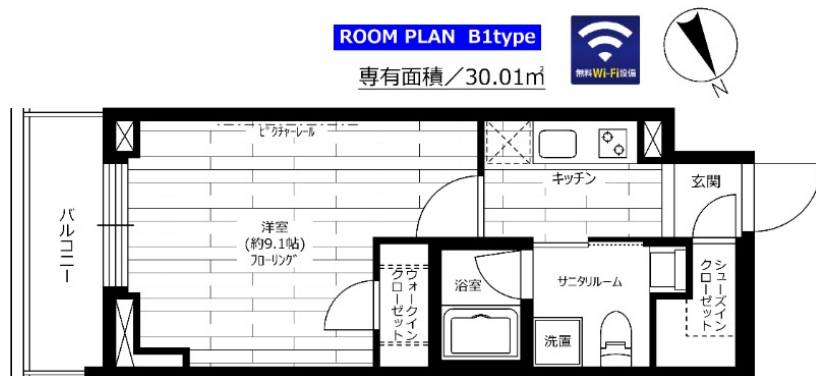 ROOM PLAN B1type
無料Wi-Fi設備
専有面積／30.01㎡
N
ピクチャーレール
キッチン
玄関
バルコニー
洋室
(約9.1帖)
フローリング
ウォークイン
クローゼット
浴室
サニタリールーム
シューズイン
クローゼット
洗置